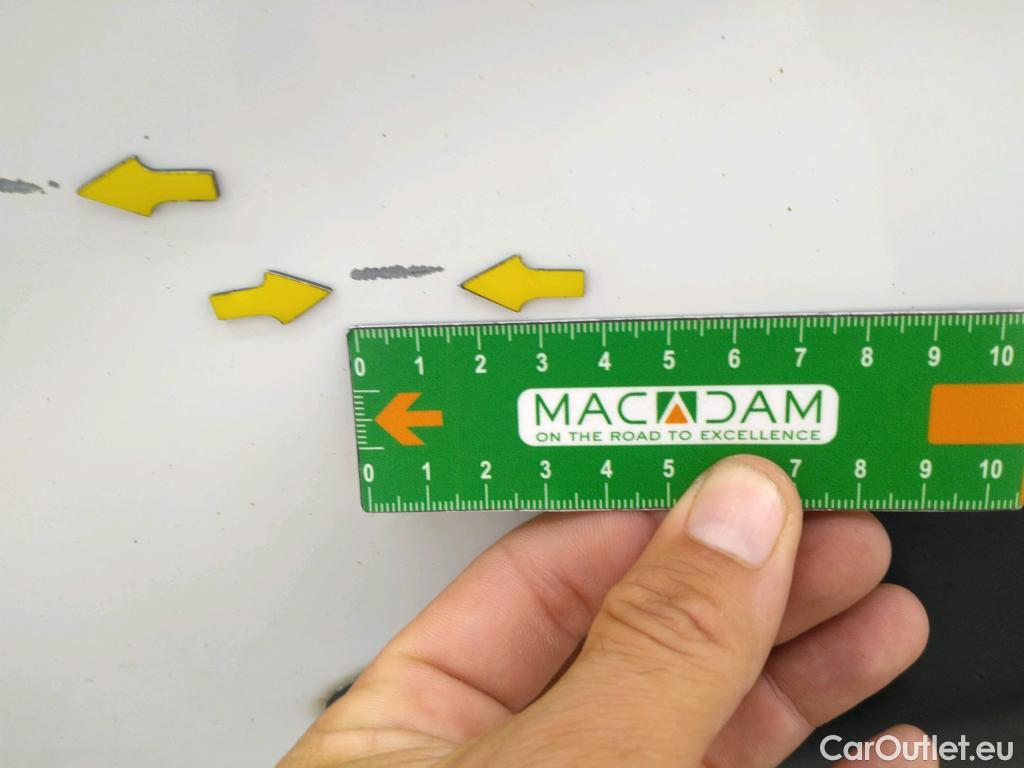 0 1 2 3 4 5 6 7 8 9 10
MACADAM
ON THE ROAD TO EXCELLENCE
0 1 2 3 4 5 7 8 9 10
CarOutlet.eu